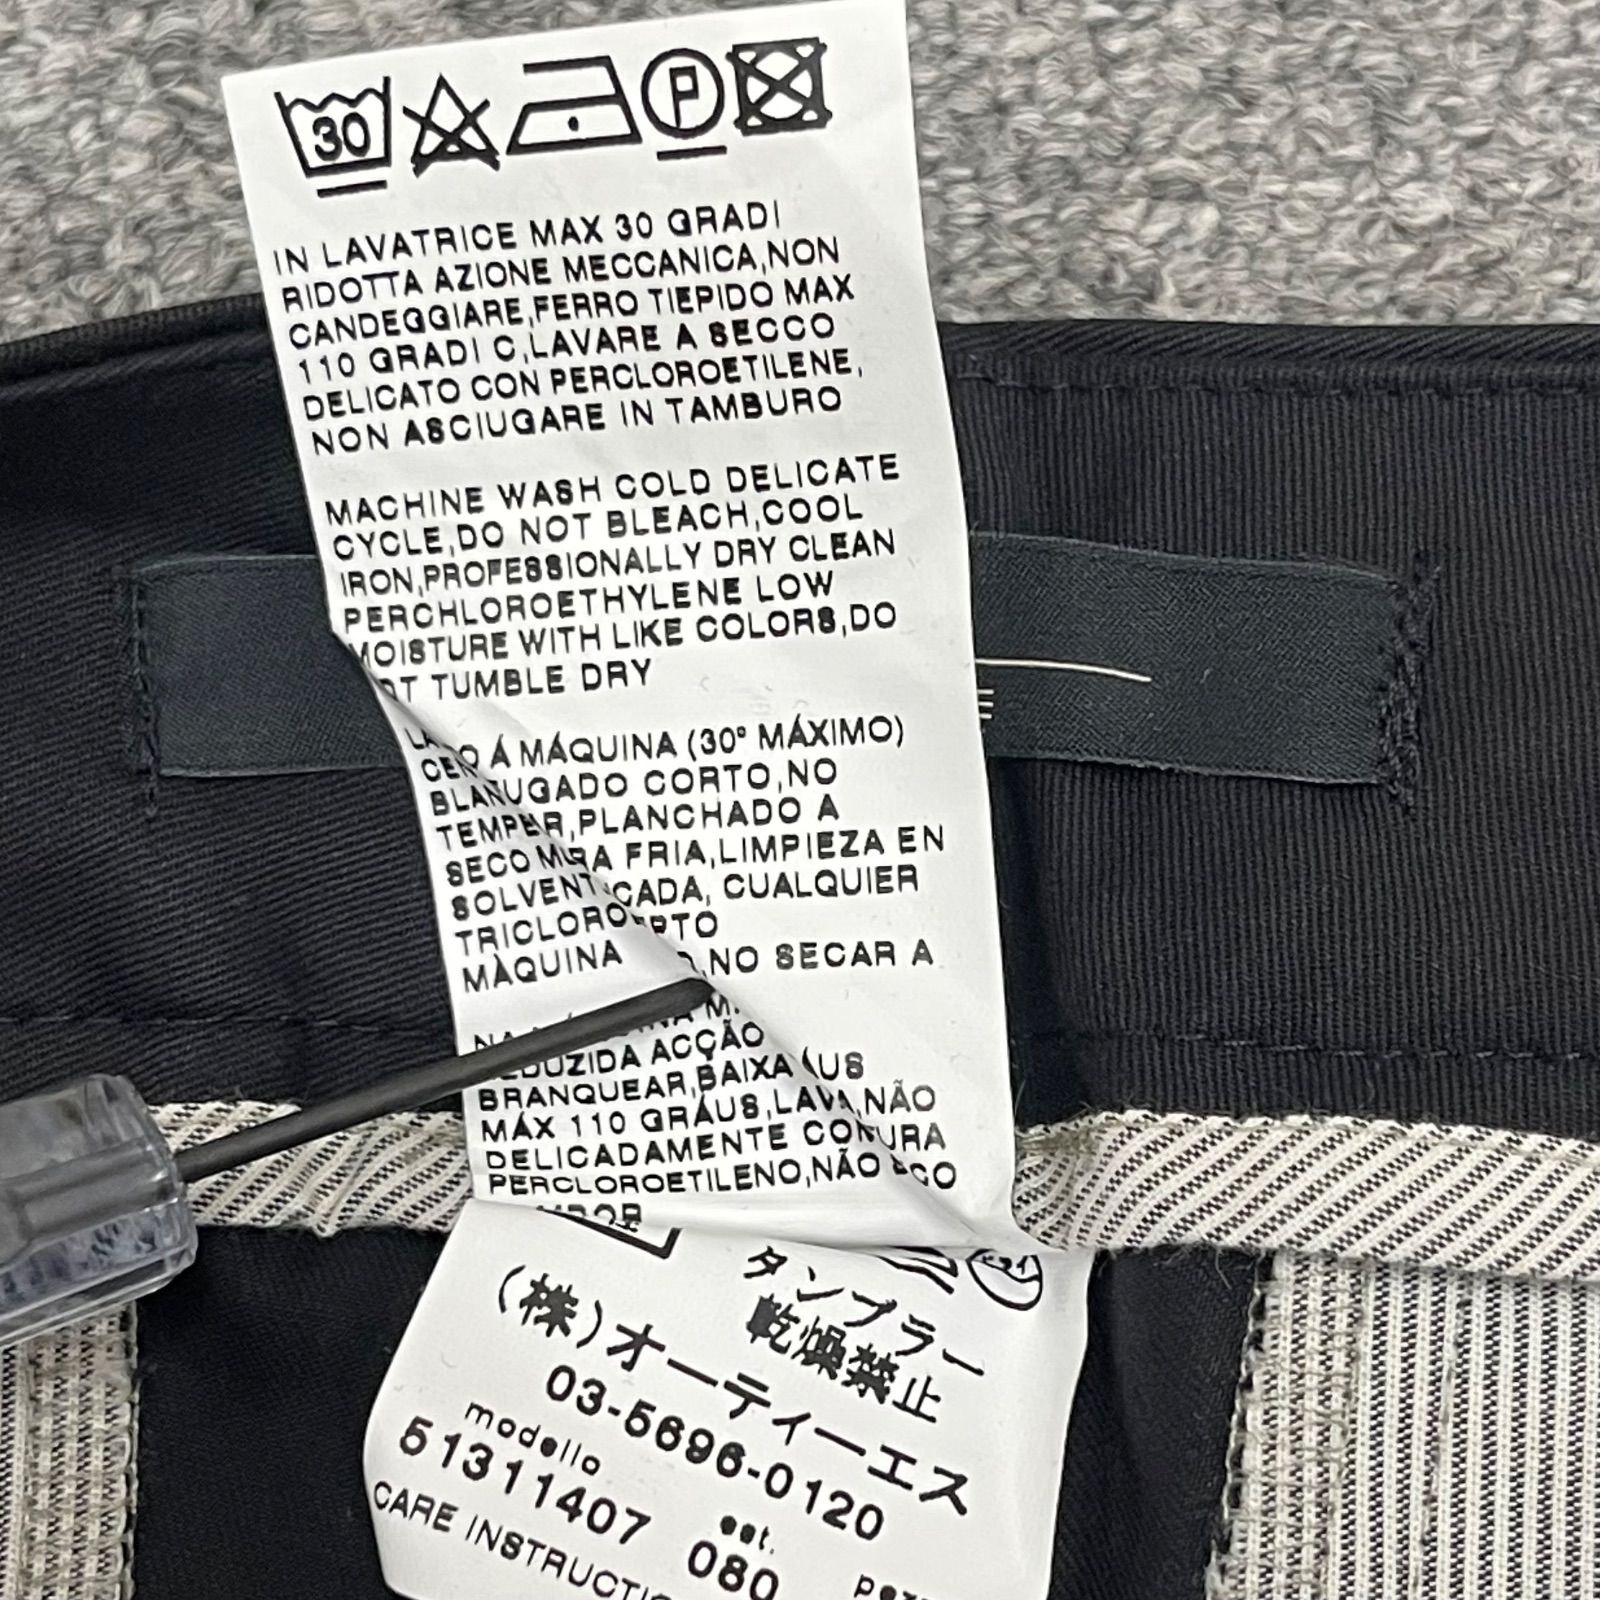 30
P
IN LAVATRICE MAX 30 GRADI
RIDOTTA AZIONE MECCANICA,NON
CANDEGGIARE,FERRO TIEPIDO MAX
110 GRADI C,LAVARE A SECCO
DELICATO CON PERCLOROETILENE,
NON ASCIUGARE IN TAMBURO
MACHINE WASH COLD DELICATE
CYCLE,DO NOT BLEACH,COOL
IRON,PROFESSIONALLY DRY CLEAN
PERCHLOROETHYLENE LOW
MOISTURE WITH LIKE COLORS,DO
TUMBLE DRY
Á MÁQUINA (30° MÁXIMO)
CORTO,NO
PLANCHADO A
SECO FRIA,LIMPIEZA EN
CUALQUIER
MÀQUINA NO SECAR A
ACÇÃO
BRANQUEAR,BAIXA
MÁX 110 GRÁUS, NÃO
DELICADAMENTE
PERCLOROETILENO,NÃO
タンブラー
乾燥禁止
(株)オーティーエス
03-5696-0120
modello
51311407
est.
080
CARE